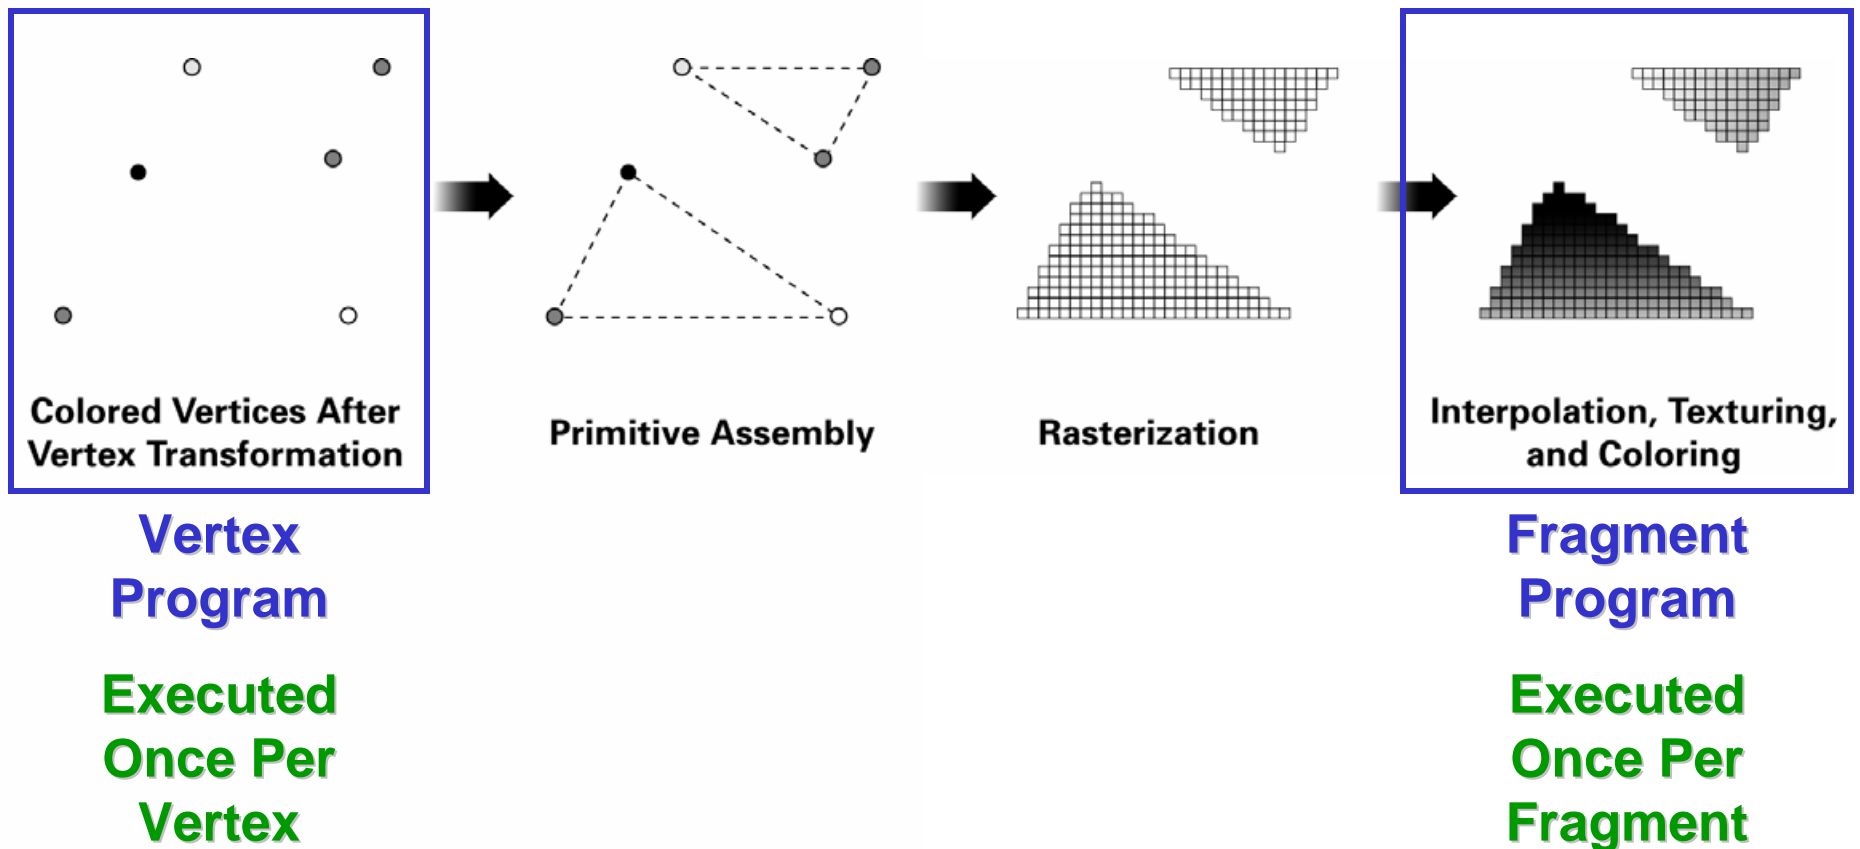 Colored Vertices After
Vertex Transformation
Primitive Assembly
Rasterization
Interpolation, Texturing,
and Coloring
Vertex
Program
Fragment
Program
Executed
Once Per
Vertex
Executed
Once Per
Fragment